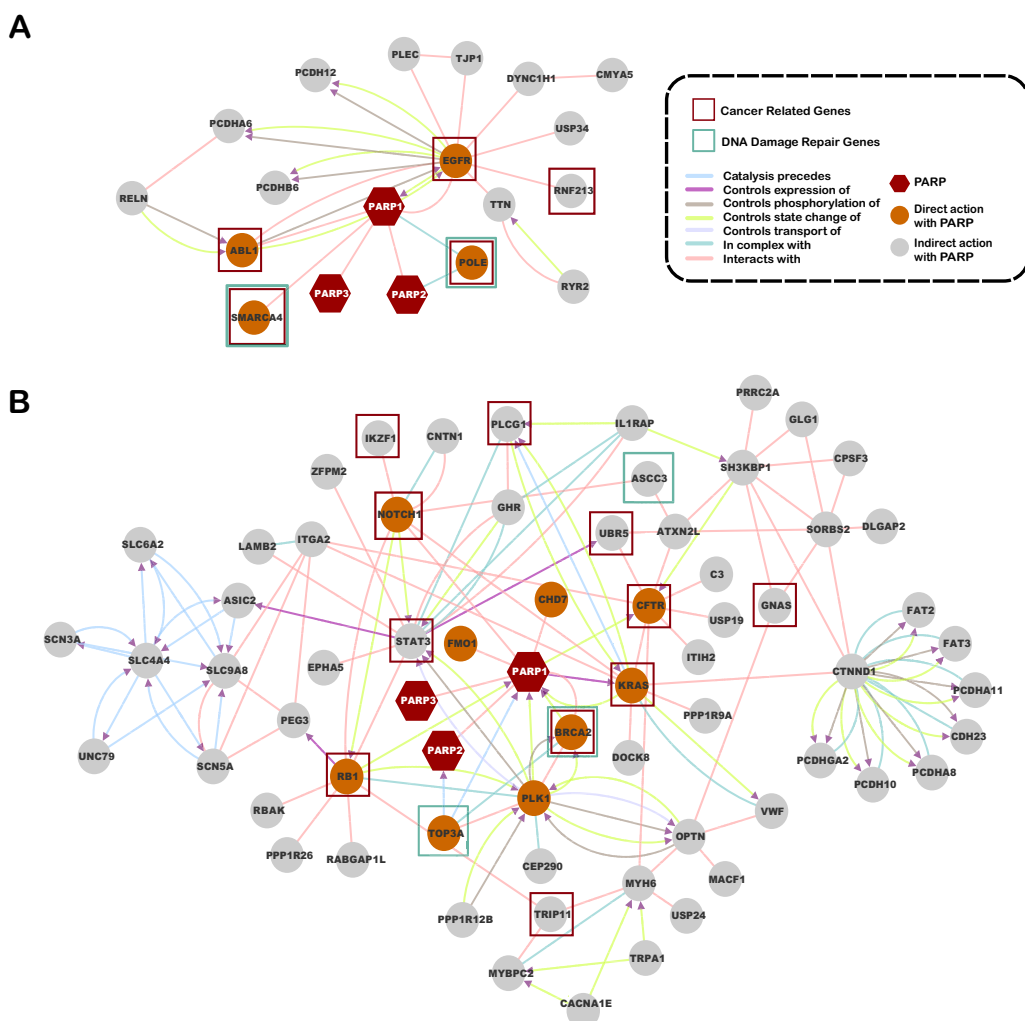 A
PLEC
TJP1
PCDH12
DYNC1H1
CMYA5
PCDHA6
USP34
EGFR
PCDHB6
RNF213
RELN
PARP1
TTN
ABL1
POLE
PARP3
PARP2
RYR2
SMARCA4
Cancer Related Genes
DNA Damage Repair Genes
Catalysis precedes
Controls expression of
Controls phosphorylation of
Controls state change of
Controls transport of
In complex with
Interacts with
PARP
Direct action
with PARP
Indirect action
with PARP
B
PRRC2A
GLG1
PLCG1
IL1RAP
IKZF1
CNTN1
CPSF3
ZFPM2
SH3KBP1
ASCC3
NOTCH1
GHR
UBR5
ATXN2L
SORBS2
DLGAP2
SLC6A2
LAMB2
ITGA2
C3
ASIC2
CHD7
CFTR
GNAS
FAT2
USP19
SCN3A
STAT3
FMO1
FAT3
SLC4A4
SLC9A8
EPHA5
ITIH2
PARP1
KRAS
CTNND1
PCDHA11
PARP3
PEG3
PPP1R9A
BRCA2
CDH23
PARP2
UNC79
SCN5A
DOCK8
PCDHGA2
PCDHA8
RB1
PCDH10
PLK1
RBAK
VWF
TOP3A
OPTN
PPP1R26
RABGAP1L
CEP290
MACF1
MYH6
PPP1R12B
TRIP11
USP24
TRPA1
MYBPC2
CACNA1E